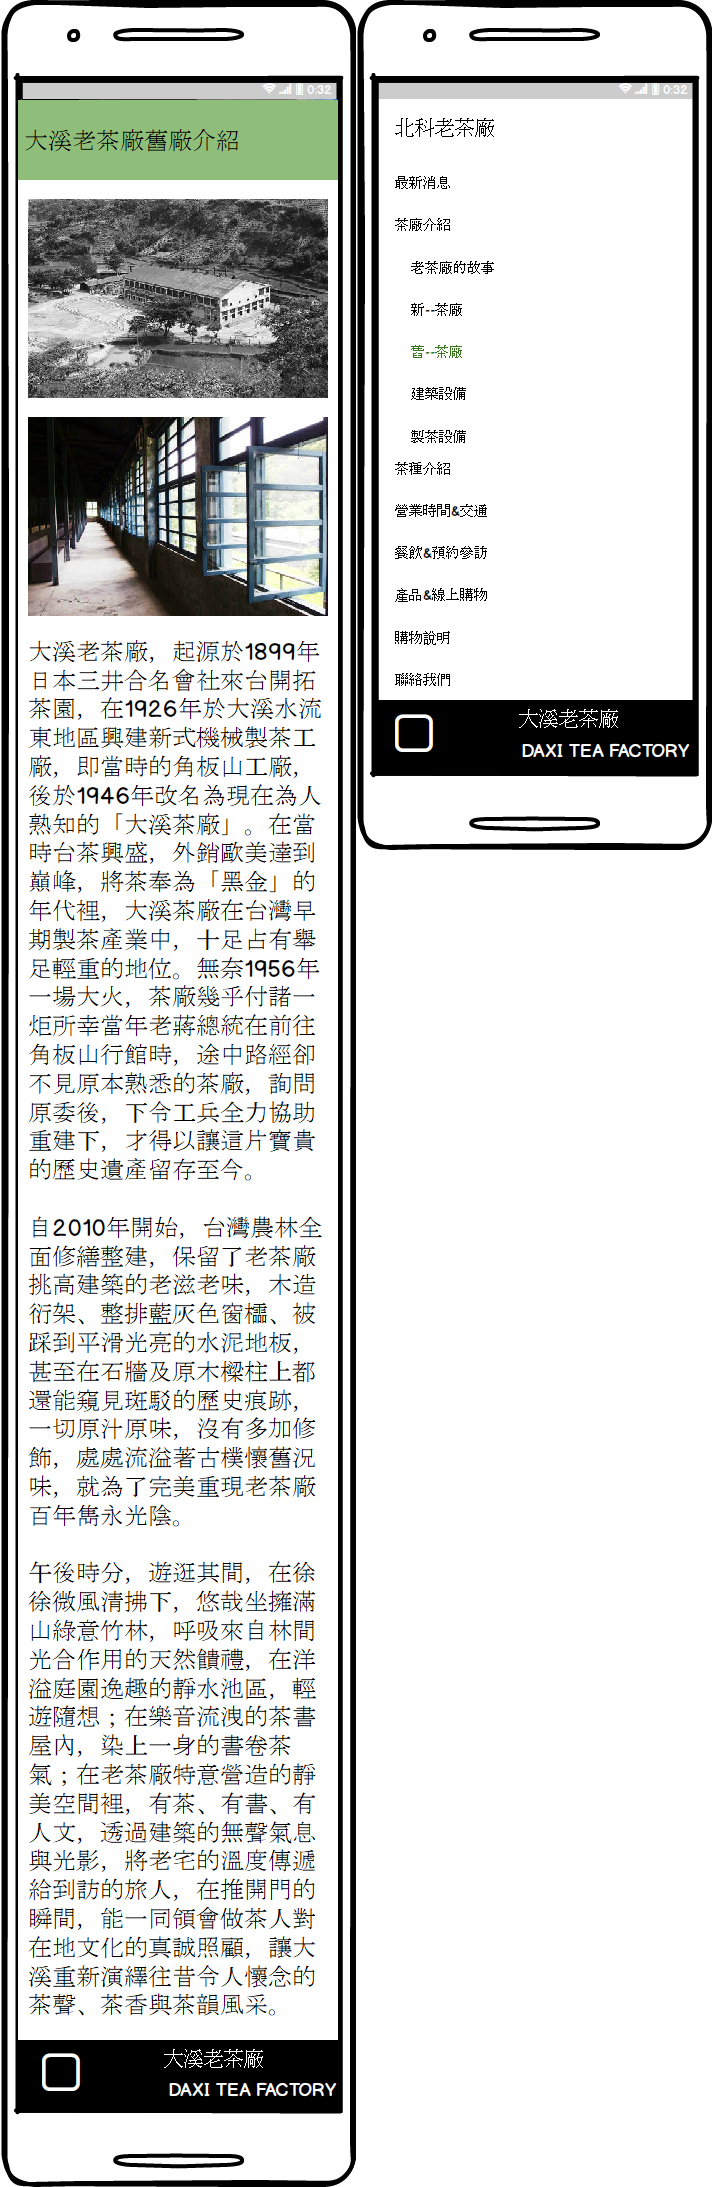 0:32
大溪老茶廠舊廠介紹
大溪老茶廠，起源於1899年
日本三井合名會社來台開拓
茶園，在1926年於大溪水流
東地區興建新式機械製茶工
廠，即當時的角板山工廠，
後於1946年改名為現在為人
熟知的「大溪茶廠」。在當
時台茶興盛，外銷歐美達到
巔峰，將茶奉為「黑金」的
年代裡，大溪茶廠在台灣早
期製茶產業中，十足占有舉
足輕重的地位。無奈1956年
一場大火，茶廠幾乎付諸一
炬所幸當年老蔣總統在前往
角板山行館時，途中路經卻
不見原本熟悉的茶廠，詢問
原委後，下令工兵全力協助
重建下，才得以讓這片寶貴
的歷史遺產留存至今。
自2010年開始，台灣農林全
面修繕整建，保留了老茶廠
挑高建築的老滋老味，木造
衍架、整排藍灰色窗櫺、被
踩到平滑光亮的水泥地板，
甚至在石牆及原木樑柱上都
還能窺見斑駁的歷史痕跡，
一切原汁原味，沒有多加修
飾，處處流溢著古樸懷舊況
味，就為了完美重現老茶廠
百年雋永光陰。
午後時分，遊逛其間，在徐
徐微風清拂下，悠哉坐擁滿
山綠意竹林，呼吸來自林間
光合作用的天然饋禮，在洋
溢庭園逸趣的靜水池區，輕
遊隨想；在樂音流洩的茶書
屋內，染上一身的書卷茶
氣；在老茶廠特意營造的靜
美空間裡，有茶、有書、有
人文，透過建築的無聲氣息
與光影，將老宅的溫度傳遞
給到訪的旅人，在推開門的
瞬間，能一同領會做茶人對
在地文化的真誠照顧，讓大
溪重新演繹往昔令人懷念的
茶聲、茶香與茶韻風采。
大溪老茶廠
DAXI TEA FACTORY
0:32
北科老茶廠
最新消息
茶廠介紹
老茶廠的故事
新--茶廠
舊--茶廠
建築設備
製茶設備
茶種介紹
營業時間&交通
餐飲&預約參訪
產品&線上購物
購物說明
聯絡我們
大溪老茶廠
DAXI TEA FACTORY